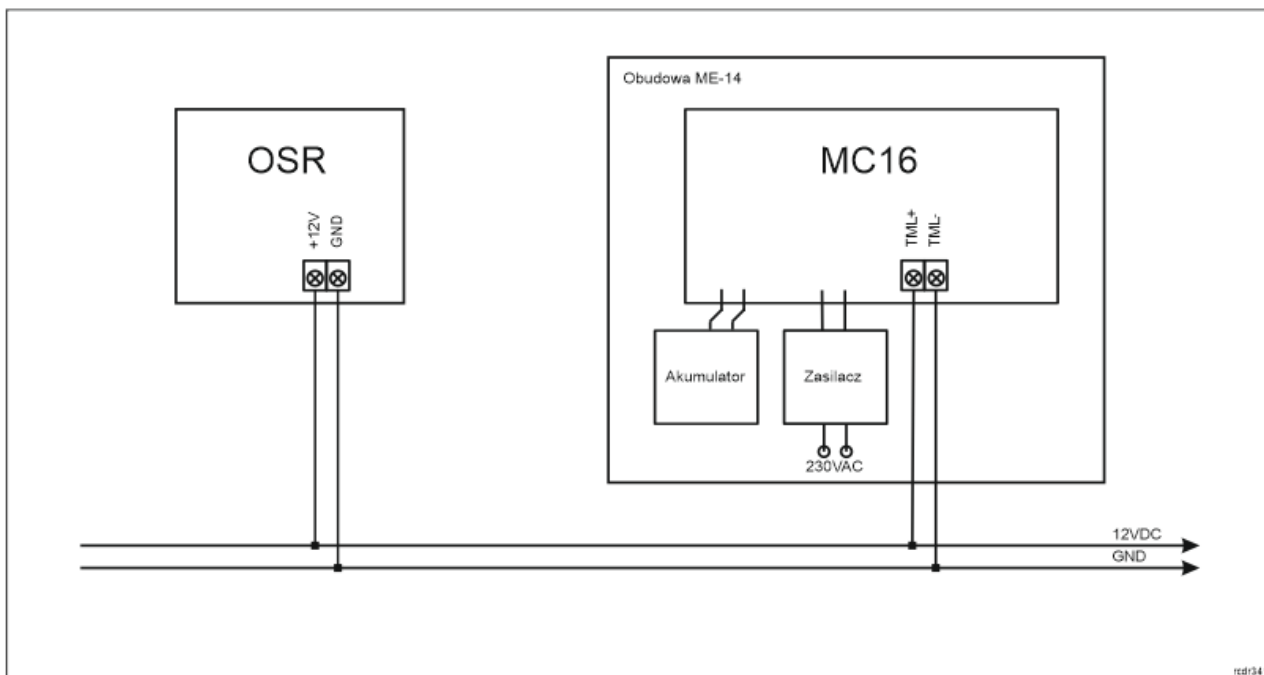 Obudowa ME-14
OSR
MC16
+12V
GND
TML+
TML-
Akumulator
Zasilacz
230VAC
12VDC
GND
rcdr34